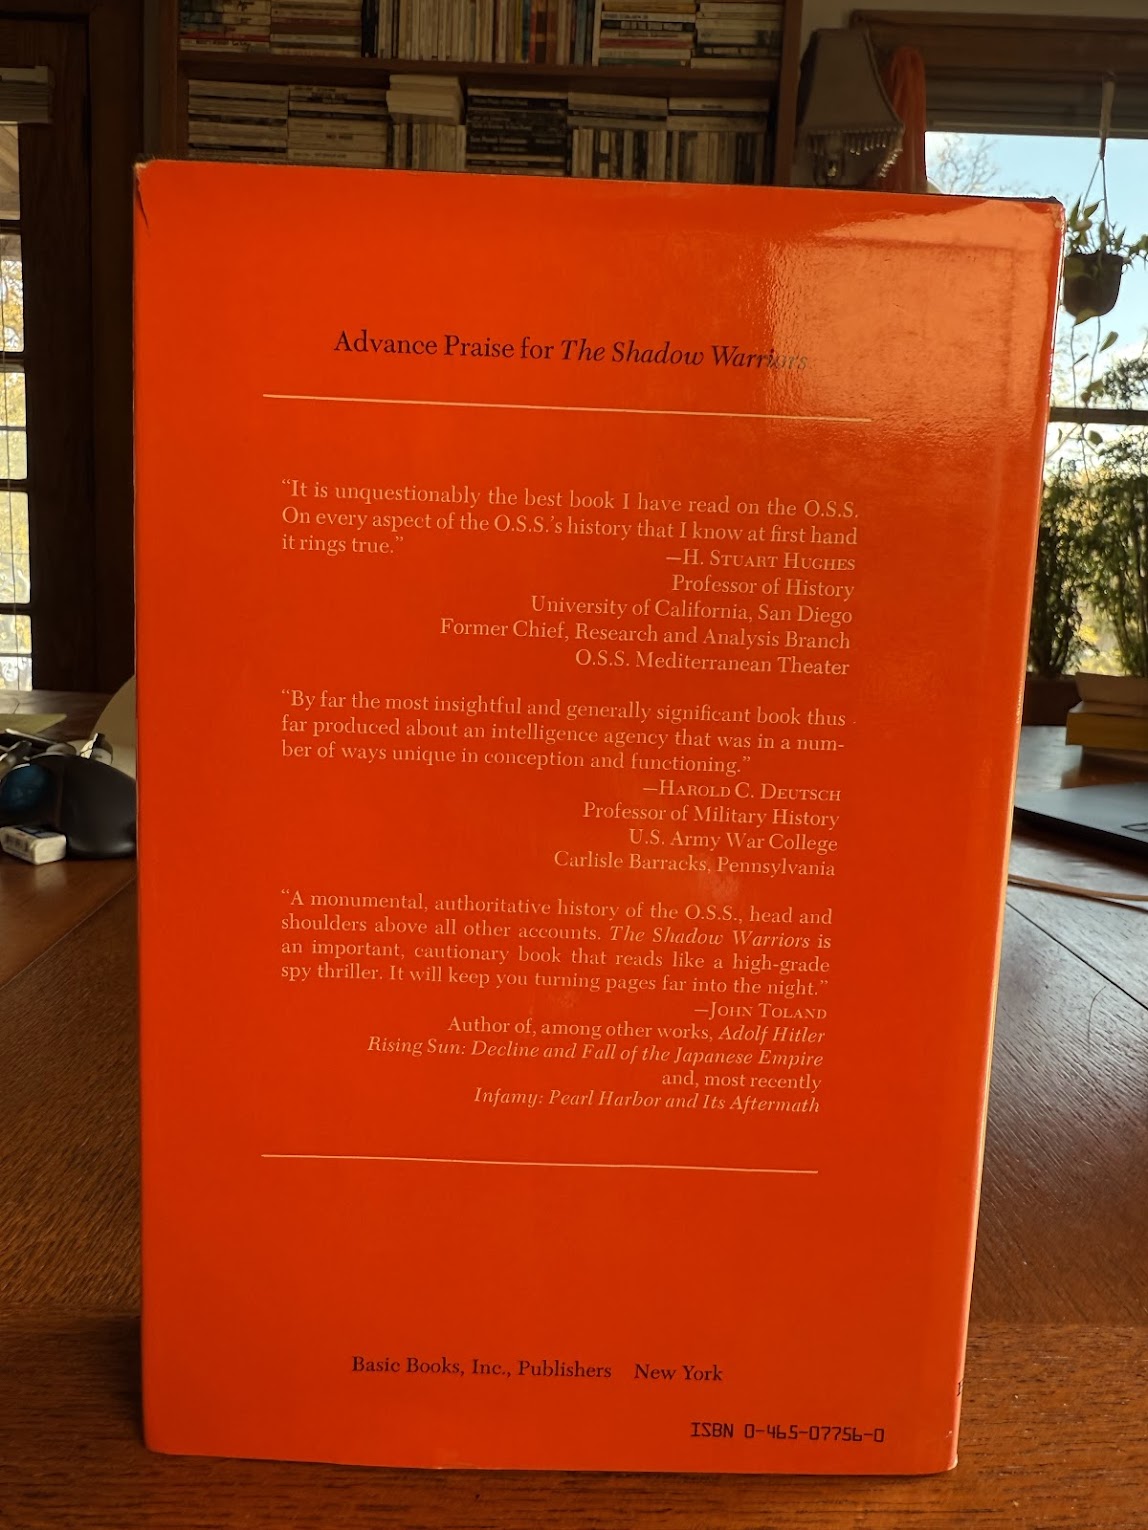 Advance Praise for The Shadow Warriors
“It is unquestionably the best book I have read on the O.S.S.
On every aspect of the O.S.S.’s history that I know at first hand
it rings true.”
—H. STUART HUGHES
Professor of History
University of California, San Diego
Former Chief, Research and Analysis Branch
O.S.S. Mediterranean Theater
“By far the most insightful and generally significant book thus
far produced about an intelligence agency that was in a num-
ber of ways unique in conception and functioning.”
—HAROLD C. DEUTSCH
Professor of Military History
U.S. Army War College
Carlisle Barracks, Pennsylvania
“A monumental, authoritative history of the O.S.S., head and
shoulders above all other accounts. The Shadow Warriors is
an important, cautionary book that reads like a high-grade
spy thriller. It will keep you turning pages far into the night.”
—JOHN TOLAND
Author of, among other works, Adolf Hitler
Rising Sun: Decline and Fall of the Japanese Empire
and, most recently
Infamy: Pearl Harbor and Its Aftermath
Basic Books, Inc., Publishers New York
ISBN 0-465-07756-0